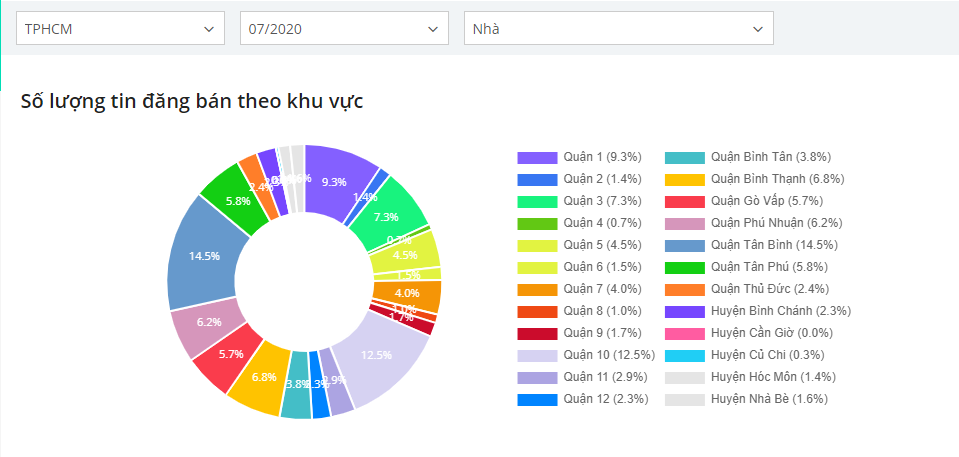 TPHCM
07/2020
Nhà
Số lượng tin đăng bán theo khu vực
9.3%
1.4%
7.3%
4.5%
1.5%
4.0%
1.0%
1.7%
12.5%
2.9%
2.3%
3.8%
6.8%
5.7%
6.2%
14.5%
5.8%
2.4%
Quận 1 (9.3%)
Quận 2 (1.4%)
Quận 3 (7.3%)
Quận 4 (0.7%)
Quận 5 (4.5%)
Quận 6 (1.5%)
Quận 7 (4.0%)
Quận 8 (1.0%)
Quận 9 (1.7%)
Quận 10 (12.5%)
Quận 11 (2.9%)
Quận 12 (2.3%)
Quận Bình Tân (3.8%)
Quận Bình Thạnh (6.8%)
Quận Gò Vấp (5.7%)
Quận Phú Nhuận (6.2%)
Quận Tân Bình (14.5%)
Quận Tân Phú (5.8%)
Quận Thủ Đức (2.4%)
Huyện Bình Chánh (2.3%)
Huyện Cần Giờ (0.0%)
Huyện Củ Chi (0.3%)
Huyện Hóc Môn (1.4%)
Huyện Nhà Bè (1.6%)